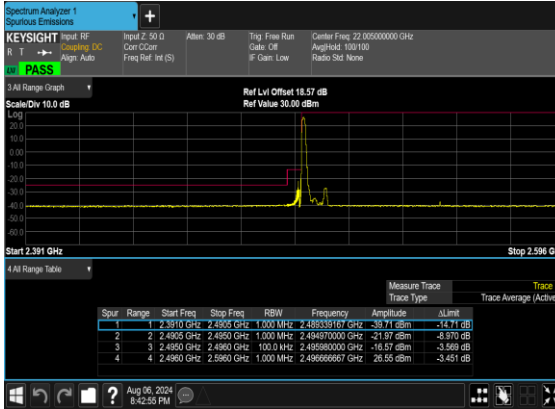 Spectrum Analyzer 1
Spurious Emissions
+
KEYSIGHT Input: RF Input Z: 50 Ω Atten: 30 dB Trig: Free Run Center Freq: 22.005000000 GHz
R T Coupling: DC Corr CCorr Gate: Off Avg|Hold: 100/100
Align: Auto Freq Ref: Int (S) IF Gain: Low Radio Std: None
PASS
3 All Range Graph Ref Lvl Offset 18.57 dB
Scale/Div 10.0 dB Ref Value 30.00 dBm
Log
20.0
10.0
0.00
-10.0
-20.0
-30.0
-40.0
-50.0
-60.0
Start 2.391 GHz Stop 2.596 G
4 All Range Table
Measure Trace Trace
Trace Type Trace Average (Active
Spur Range Start Freq Stop Freq RBW Frequency Amplitude ΔLimit
1 1 2.3910 GHz 2.4905 GHz 1.000 MHz 2.489339167 GHz -39.71 dBm -14.71 dB
2 2 2.4905 GHz 2.4950 GHz 1.000 MHz 2.494970000 GHz -21.97 dBm -8.970 dB
3 3 2.4950 GHz 2.4960 GHz 100.0 kHz 2.495980000 GHz -16.57 dBm -3.569 dB
4 4 2.4960 GHz 2.5960 GHz 1.000 MHz 2.496666667 GHz 26.55 dBm -3.451 dB
? Aug 06, 2024
8:42:55 PM